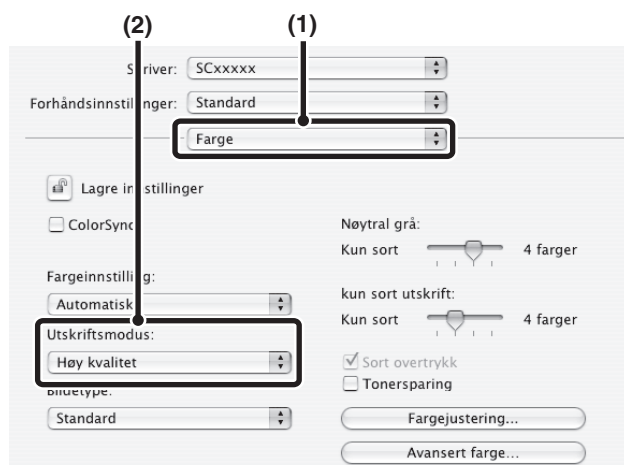 (2) (1)
Skriver: SCxxxxx
Forhåndsinnstillinger: Standard
Farge
Lagre innstillinger
ColorSync
Nøytral grå:
Kun sort 4 farger
Fargeinnstilling:
Automatisk
kun sort utskrift:
Kun sort 4 farger
Utskriftsmodus:
Høy kvalitet
Sort overtrykk
Tonersparing
Bildetype:
Standard
Fargejustering...
Avansert farge...